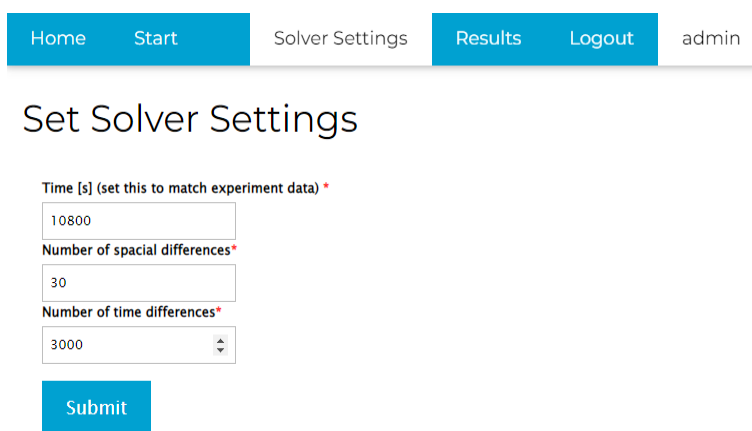 Home Start Solver Settings Results Logout admin
Set Solver Settings
Time [s] (set this to match experiment data) *
10800
Number of spacial differences*
30
Number of time differences*
3000
Submit